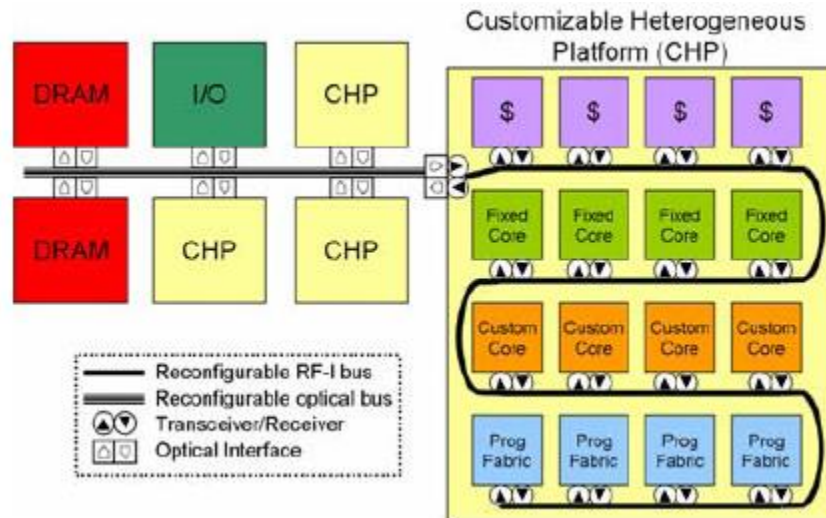 Customizable Heterogeneous
Platform (CHP)
DRAM
I/O
CHP
$ $ $ $
DRAM
CHP
CHP
Fixed Core
Fixed Core
Fixed Core
Fixed Core
Custom Core
Custom Core
Custom Core
Custom Core
Prog Fabric
Prog Fabric
Prog Fabric
Prog Fabric
Reconfigurable RF-I bus
Reconfigurable optical bus
Transceiver/Receiver
Optical Interface